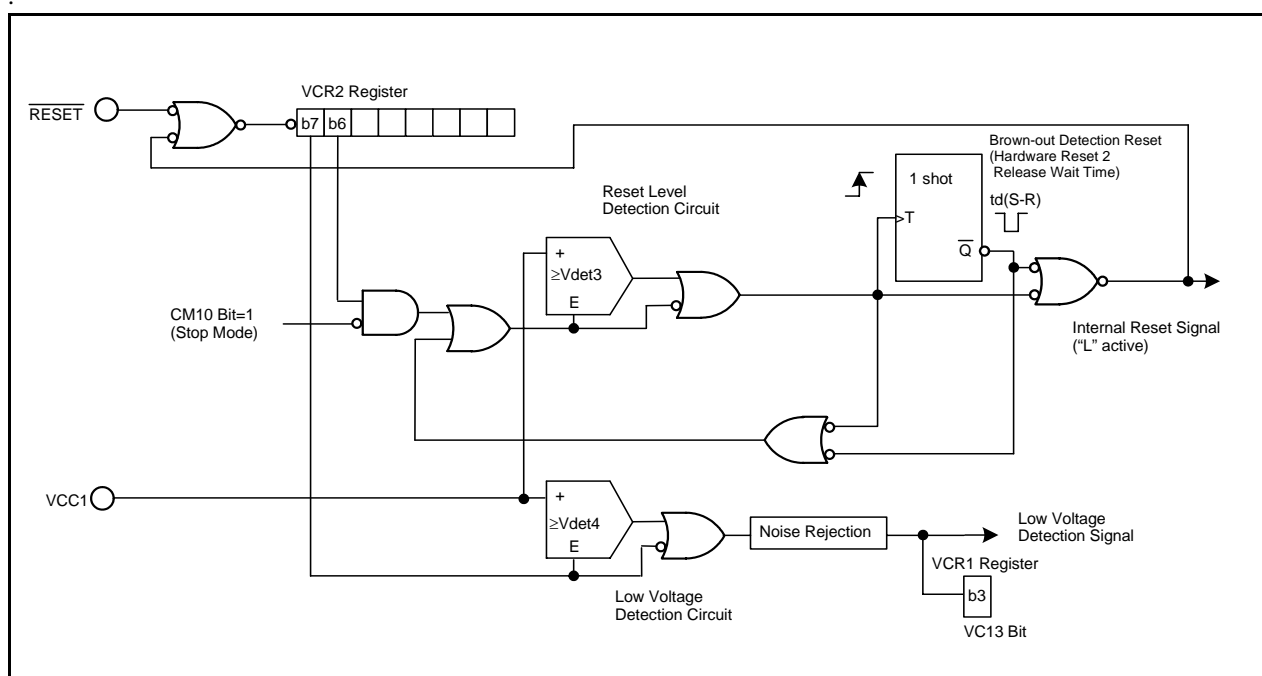 .
VCR2 Register
RESET
b7 b6
Brown-out Detection Reset
(Hardware Reset 2
Release Wait Time)
1 shot
td(S-R)
Reset Level
Detection Circuit
T
Q
+
≥Vdet3
E
CM10 Bit=1
(Stop Mode)
Internal Reset Signal
("L" active)
VCC1
+
≥Vdet4
E
Noise Rejection
Low Voltage
Detection Signal
VCR1 Register
b3
VC13 Bit
Low Voltage
Detection Circuit